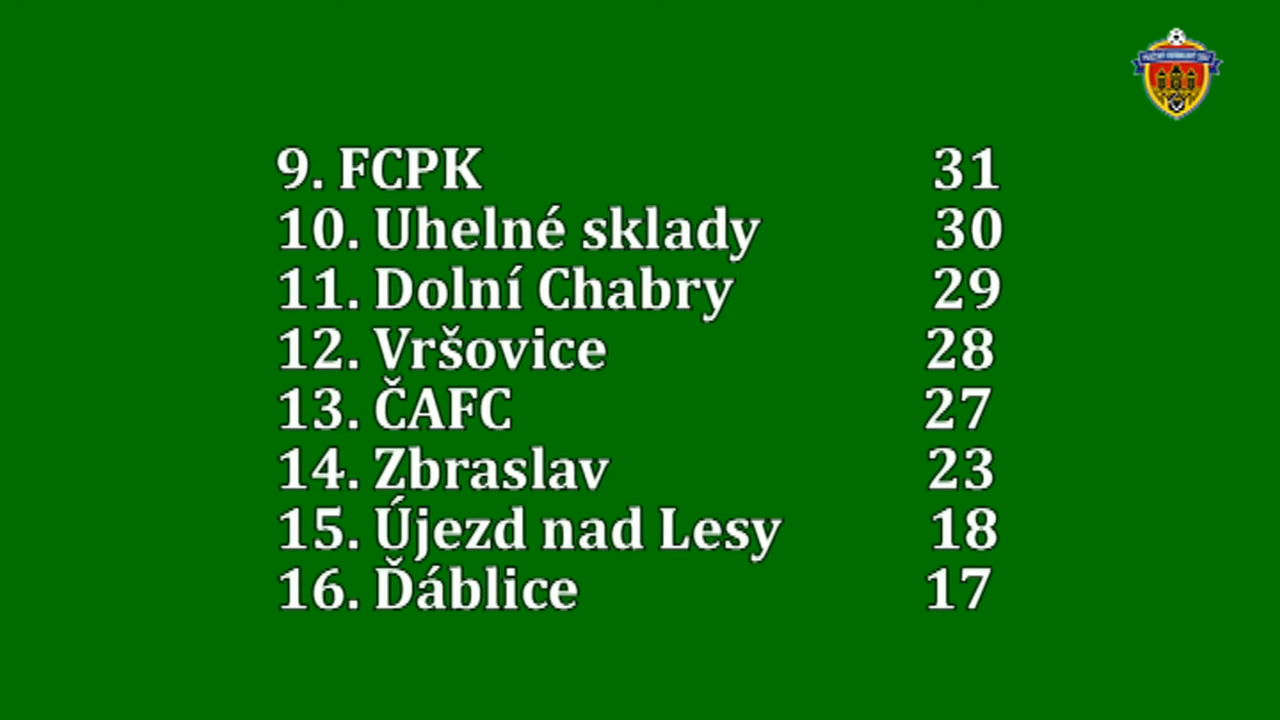 9. FCPK 31
10. Uhelné sklady 30
11. Dolní Chabry 29
12. Vršovice 28
13. ČAFC 27
14. Zbraslav 23
15. Újezd nad Lesy 18
16. Ďáblice 17